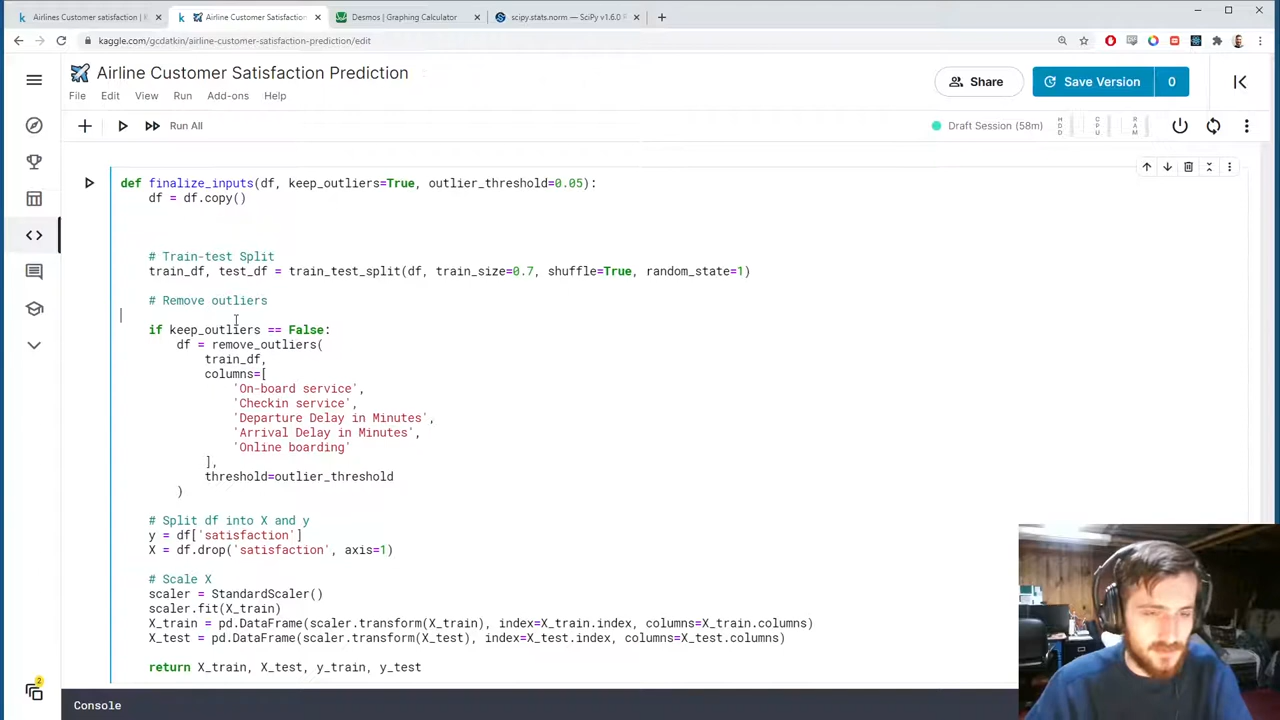 Airlines Customer satisfaction | K
Airline Customer Satisfaction
Desmos | Graphing Calculator
scipy.stats.norm — SciPy v1.6.0
kaggle.com/gcdatkin/airline-customer-satisfaction-prediction/edit
Airline Customer Satisfaction Prediction
File Edit View Run Add-ons Help
Share
Save Version 0
Run All
Draft Session (58m)
HDD
CPU
RAM
def finalize_inputs(df, keep_outliers=True, outlier_threshold=0.05):
df = df.copy()
# Train-test Split
train_df, test_df = train_test_split(df, train_size=0.7, shuffle=True, random_state=1)
# Remove outliers
if keep_outliers == False:
df = remove_outliers(
train_df,
columns=[
'On-board service',
'Checkin service',
'Departure Delay in Minutes',
'Arrival Delay in Minutes',
'Online boarding'
],
threshold=outlier_threshold
)
# Split df into X and y
y = df['satisfaction']
X = df.drop('satisfaction', axis=1)
# Scale X
scaler = StandardScaler()
scaler.fit(X_train)
X_train = pd.DataFrame(scaler.transform(X_train), index=X_train.index, columns=X_train.columns)
X_test = pd.DataFrame(scaler.transform(X_test), index=X_test.index, columns=X_test.columns)
return X_train, X_test, y_train, y_test
2
Console